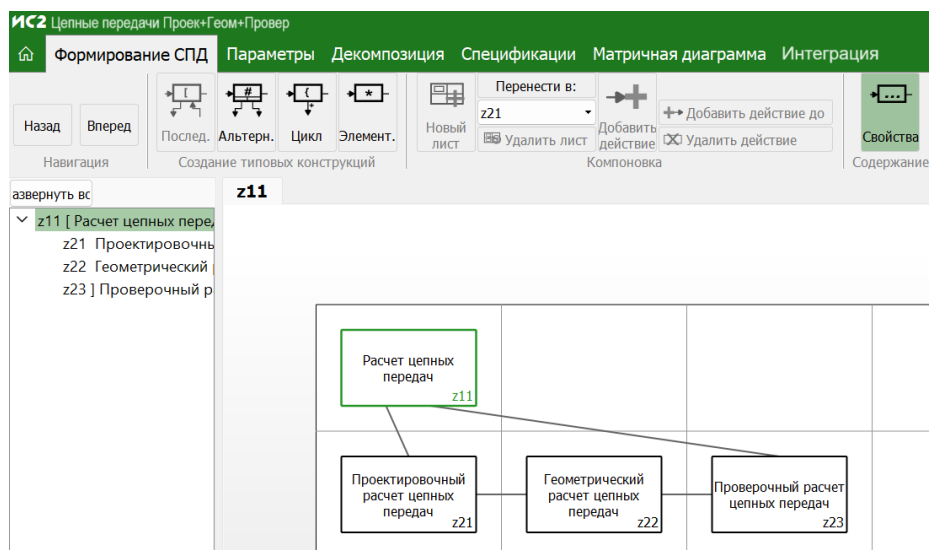 ИС2 Цепные передачи Проек+Геом+Провер
Формирование СПД Параметры Декомпозиция Спецификации Матричная диаграмма Интеграция
Назад Вперед
Навигация
[ # { *
Послед. Альтерн. Цикл Элемент.
Создание типовых конструкций
Новый лист
Перенести в:
z21
Удалить лист
Добавить действие
Добавить действие до
Удалить действие
Компоновка
...
Свойства
Содержание
азвернуть вс
z11 [ Расчет цепных перед
z21 Проектировочнь
z22 Геометрический
z23 ] Проверочный р
z11
Расчет цепных
передач
z11
Проектировочный
расчет цепных
передач
z21
Геометрический
расчет цепных
передач
z22
Проверочный расчет
цепных передач
z23